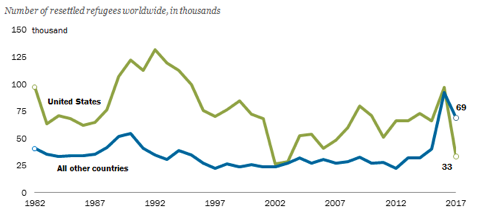 Number of resettled refugees worldwide, in thousands
150 thousand
125
100
75
50
25
0
United States
All other countries
69
33
1982 1987 1992 1997 2002 2007 2012 2017